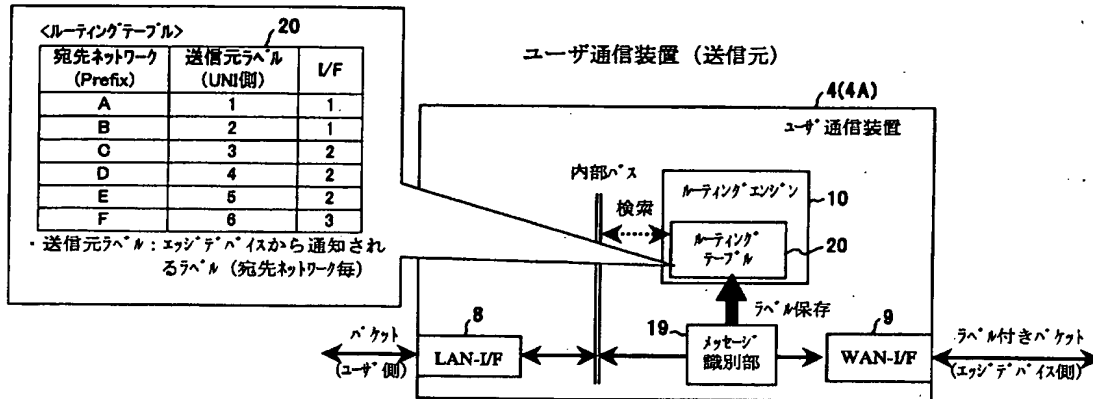 <ルーティングテーブル>
20
宛先ネットワーク
(Prefix)
送信元ラベル
(UNI側)
I/F
A 1 1
B 2 1
C 3 2
D 4 2
E 5 2
F 6 3
・送信元ラベル:エッジデバイスから通知され
るラベル(宛先ネットワーク毎)
ユーザ通信装置(送信元)
4(4A)
ユーザ通信装置
内部バス
検索
ルーティングエンジン
10
ルーティング
テーブル
20
ラベル保存
パケット
(ユーザ側)
8
LAN-I/F
19
メッセージ
識別部
9
WAN-I/F
ラベル付きパケット
(エッジデバイス側)